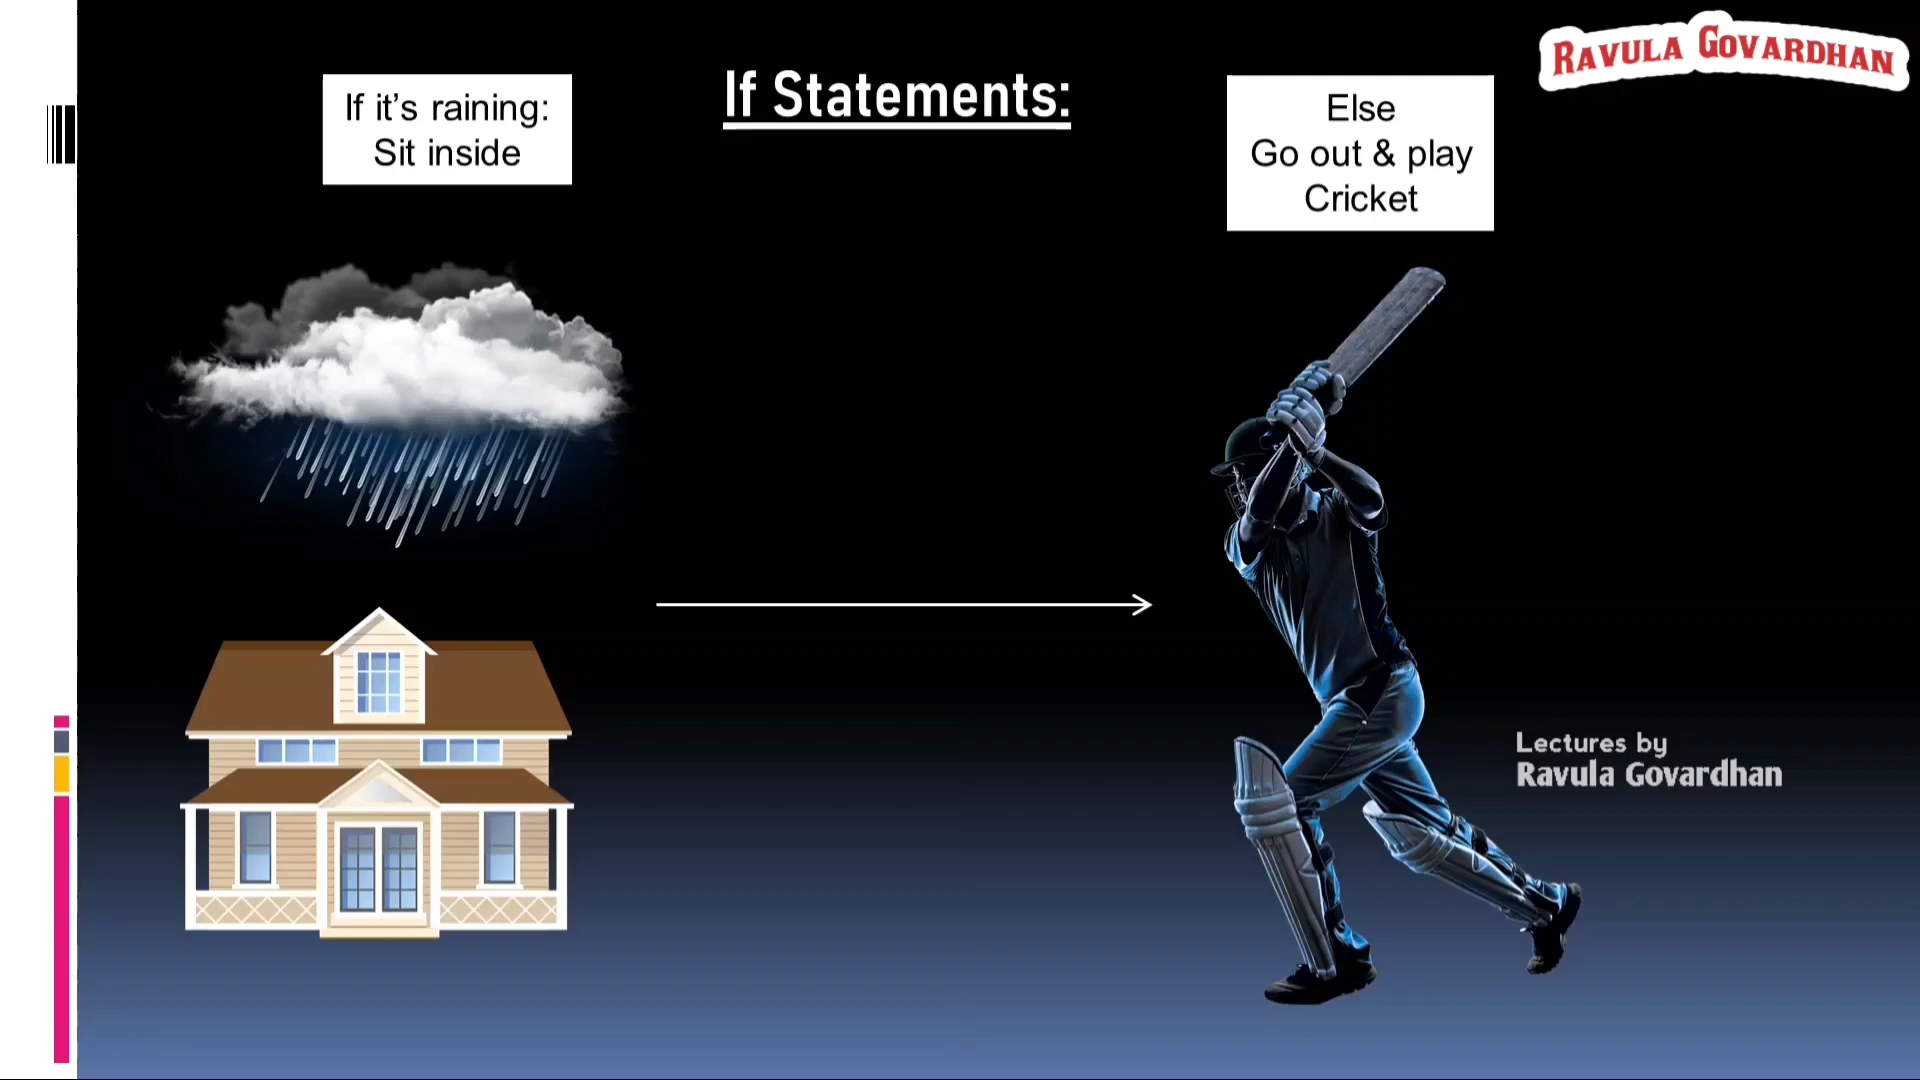 If it’s raining:
Sit inside
If Statements:
Else
Go out & play
Cricket
RAVULA GOVARDHAN
Lectures by
Ravula Govardhan